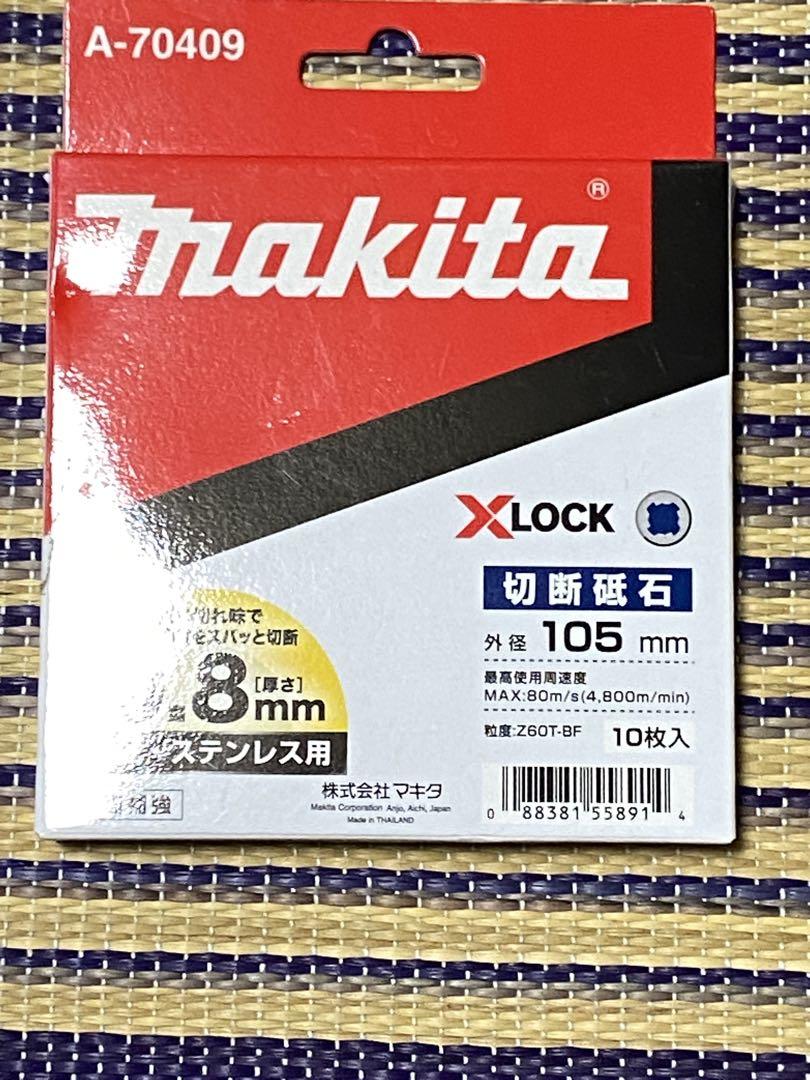 A-70409
makita®
XLOCK
切断砥石
外径 105 mm
最高使用周速度
MAX:80m/s(4,800m/min)
粒度:Z60T-BF 10枚入
切れ味で
をスパッと切断
8 [厚さ] mm
ステンレス用
補強
株式会社マキタ
Makita Corporation Anjo, Aichi, Japan
Made in THAILAND
0 88381 55891 4